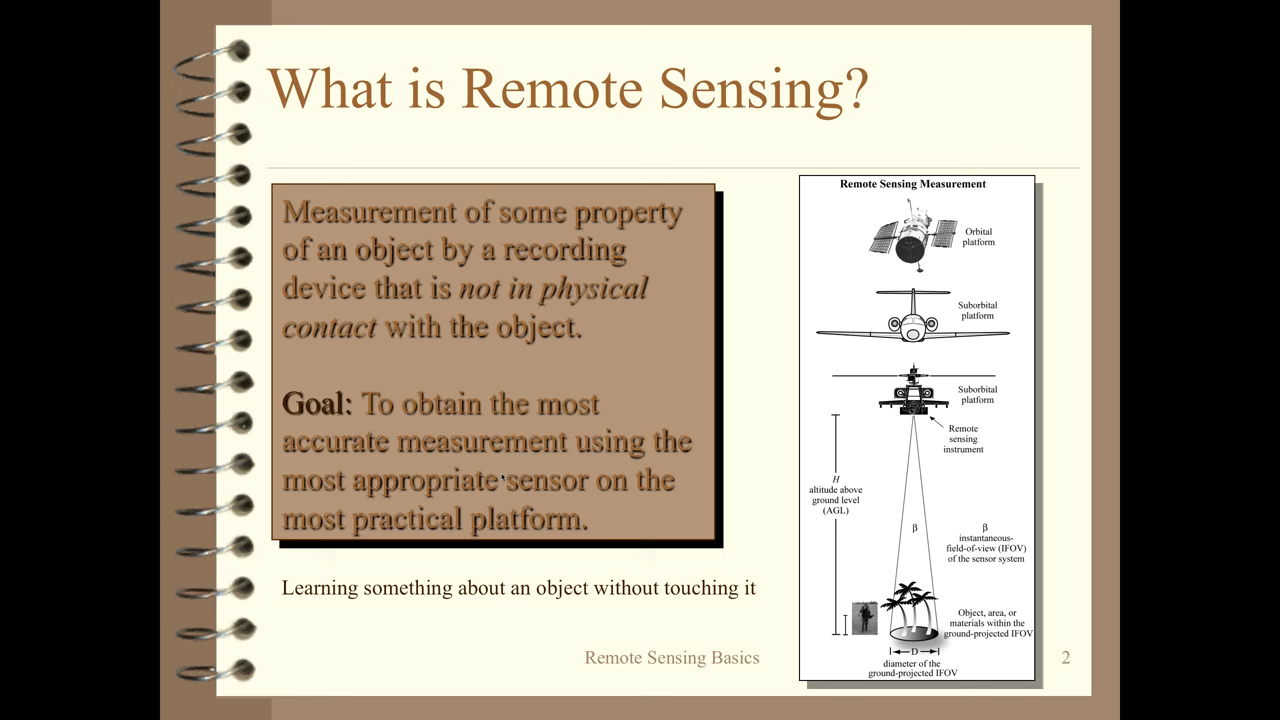 What is Remote Sensing?
Measurement of some property
of an object by a recording
device that is not in physical
contact with the object.
Goal: To obtain the most
accurate measurement using the
most appropriate sensor on the
most practical platform.
Learning something about an object without touching it
Remote Sensing Measurement
Orbital
platform
Suborbital
platform
Suborbital
platform
Remote
sensing
instrument
H
altitude above
ground level
(AGL)
β
β
instantaneous-
field-of-view (IFOV)
of the sensor system
Object, area, or
materials within the
ground-projected IFOV
D
diameter of the
ground-projected IFOV
Remote Sensing Basics
2